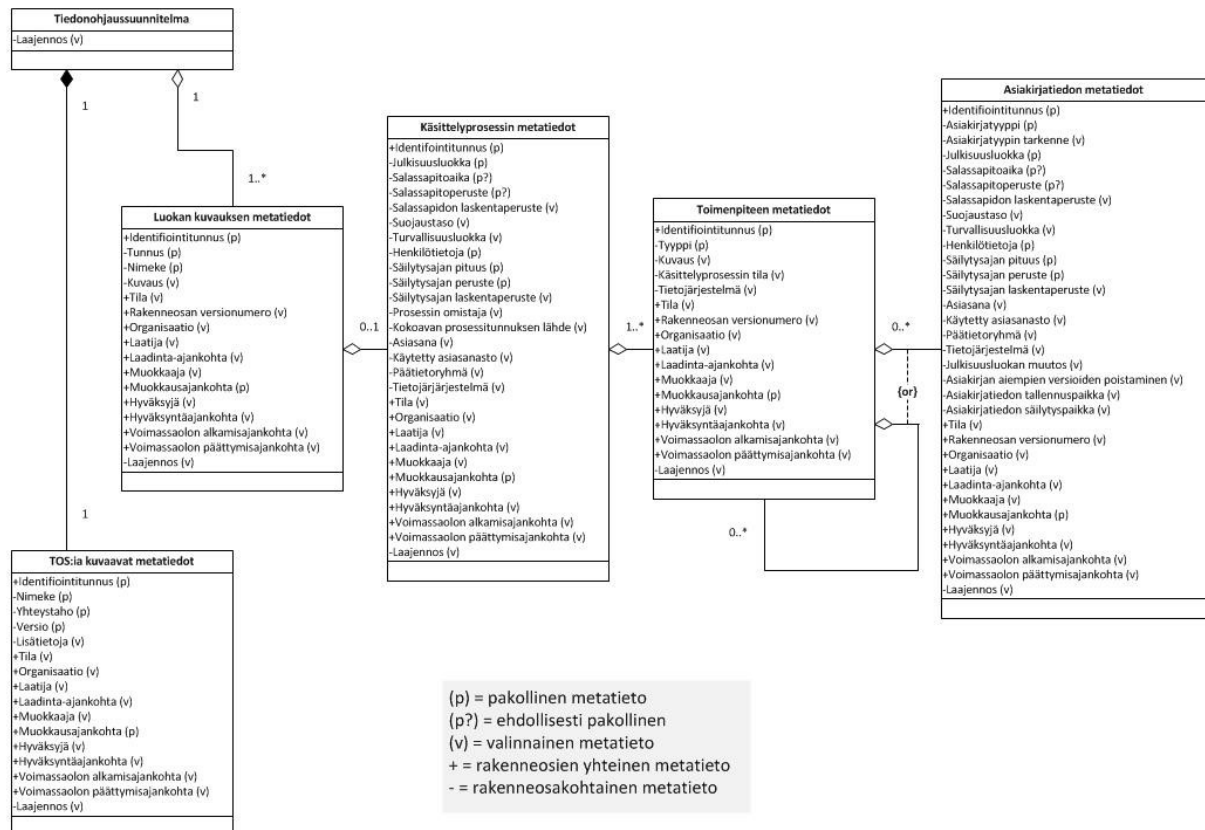 Tiedonohjaussuunnitelma
-Laajennos (v)
1
1
1..*
Luokan kuvauksen metatiedot
+Identifiointitunnus (p)
-Tunnus (p)
-Nimeke (p)
-Kuvaus (v)
+Tila (v)
+Rakenneosan versionumero (v)
+Organisaatio (v)
+Laatija (v)
+Laadinta-ajankohta (v)
+Muokkaaja (v)
+Muokkausajankohta (p)
+Hyväksyjä (v)
+Hyväksyntäajankohta (v)
+Voimassaolon alkamisajankohta (v)
+Voimassaolon päättymisajankohta (v)
-Laajennos (v)
0..1
Käsittelyprosessin metatiedot
+Identifointitunnus (p)
-Julkisuusluokka (p)
-Salassapitoaika (p?)
-Salassapitoperuste (p?)
-Salassapidon laskentaperuste (v)
-Suojaustaso (v)
-Turvallisuusluokka (v)
-Henkilötietoja (p)
-Säilytysajan pituus (p)
-Säilytysajan peruste (p)
-Säilytysajan laskentaperuste (v)
-Prosessin omistaja (v)
-Kokoavan prosessitunnuksen lähde (v)
-Asiasana (v)
-Käytetty asiasanasto (v)
-Päätietoryhmä (v)
-Tietojärjärjestelmä (v)
+Tila (v)
+Organisaatio (v)
+Laatija (v)
+Laadinta-ajankohta (v)
+Muokkaaja (v)
+Muokkausajankohta (p)
+Hyväksyjä (v)
+Hyväksyntäajankohta (v)
+Voimassaolon alkamisajankohta (v)
+Voimassaolon päättymisajankohta (v)
-Laajennos (v)
1..*
Toimenpiteen metatiedot
+Identifiointitunnus (p)
-Tyyppi (p)
-Kuvaus (v)
-Käsittelyprosessin tila (v)
-Tietojärjestelmä (v)
+Tila (v)
+Rakenneosan versionumero (v)
+Organisaatio (v)
+Laatija (v)
+Laadinta-ajankohta (v)
+Muokkaaja (v)
+Muokkausajankohta (p)
+Hyväksyjä (v)
+Hyväksyntäajankohta (v)
+Voimassaolon alkamisajankohta (v)
+Voimassaolon päättymisajankohta (v)
-Laajennos (v)
0..*
{or}
0..*
Asiakirjatiedon metatiedot
+Identifiointitunnus (p)
-Asiakirjatyyppi (p)
-Asiakirjatyypin tarkenne (v)
-Julkisuusluokka (p)
-Salassapitoaika (p?)
-Salassapitoperuste (p?)
-Salassapidon laskentaperuste (v)
-Suojaustaso (v)
-Turvallisuusluokka (v)
-Henkilötietoja (p)
-Säilytysajan pituus (p)
-Säilytysajan peruste (p)
-Säilytysajan laskentaperuste (v)
-Asiasana (v)
-Käytetty asiasanasto (v)
-Päätietoryhmä (v)
-Tietojärjestelmä (v)
-Julkisuusluokan muutos (v)
-Asiakirjan aiempien versioiden poistaminen (v)
-Asiakirjatiedon tallennuspaikka (v)
-Asiakirjatiedon säilytyspaikka (v)
+Tila (v)
+Rakenneosan versionumero (v)
+Organisaatio (v)
+Laatija (v)
+Laadinta-ajankohta (v)
+Muokkaaja (v)
+Muokkausajankohta (p)
+Hyväksyjä (v)
+Hyväksyntäajankohta (v)
+Voimassaolon alkamisajankohta (v)
+Voimassaolon päättymisajankohta (v)
-Laajennos (v)
1
TOS:ia kuvaavat metatiedot
+Identifiointitunnus (p)
-Nimeke (p)
-Yhteystaho (p)
-Versio (p)
-Lisätietoja (v)
+Tila (v)
+Organisaatio (v)
+Laatija (v)
+Laadinta-ajankohta (v)
+Muokkaaja (v)
+Muokkausajankohta (p)
+Hyväksyjä (v)
+Hyväksyntäajankohta (v)
+Voimassaolon alkamisajankohta (v)
+Voimassaolon päättymisajankohta (v)
-Laajennos (v)
(p) = pakollinen metatieto
(p?) = ehdollisesti pakollinen
(v) = valinnainen metatieto
+ = rakenneosien yhteinen metatieto
- = rakenneosakohtainen metatieto